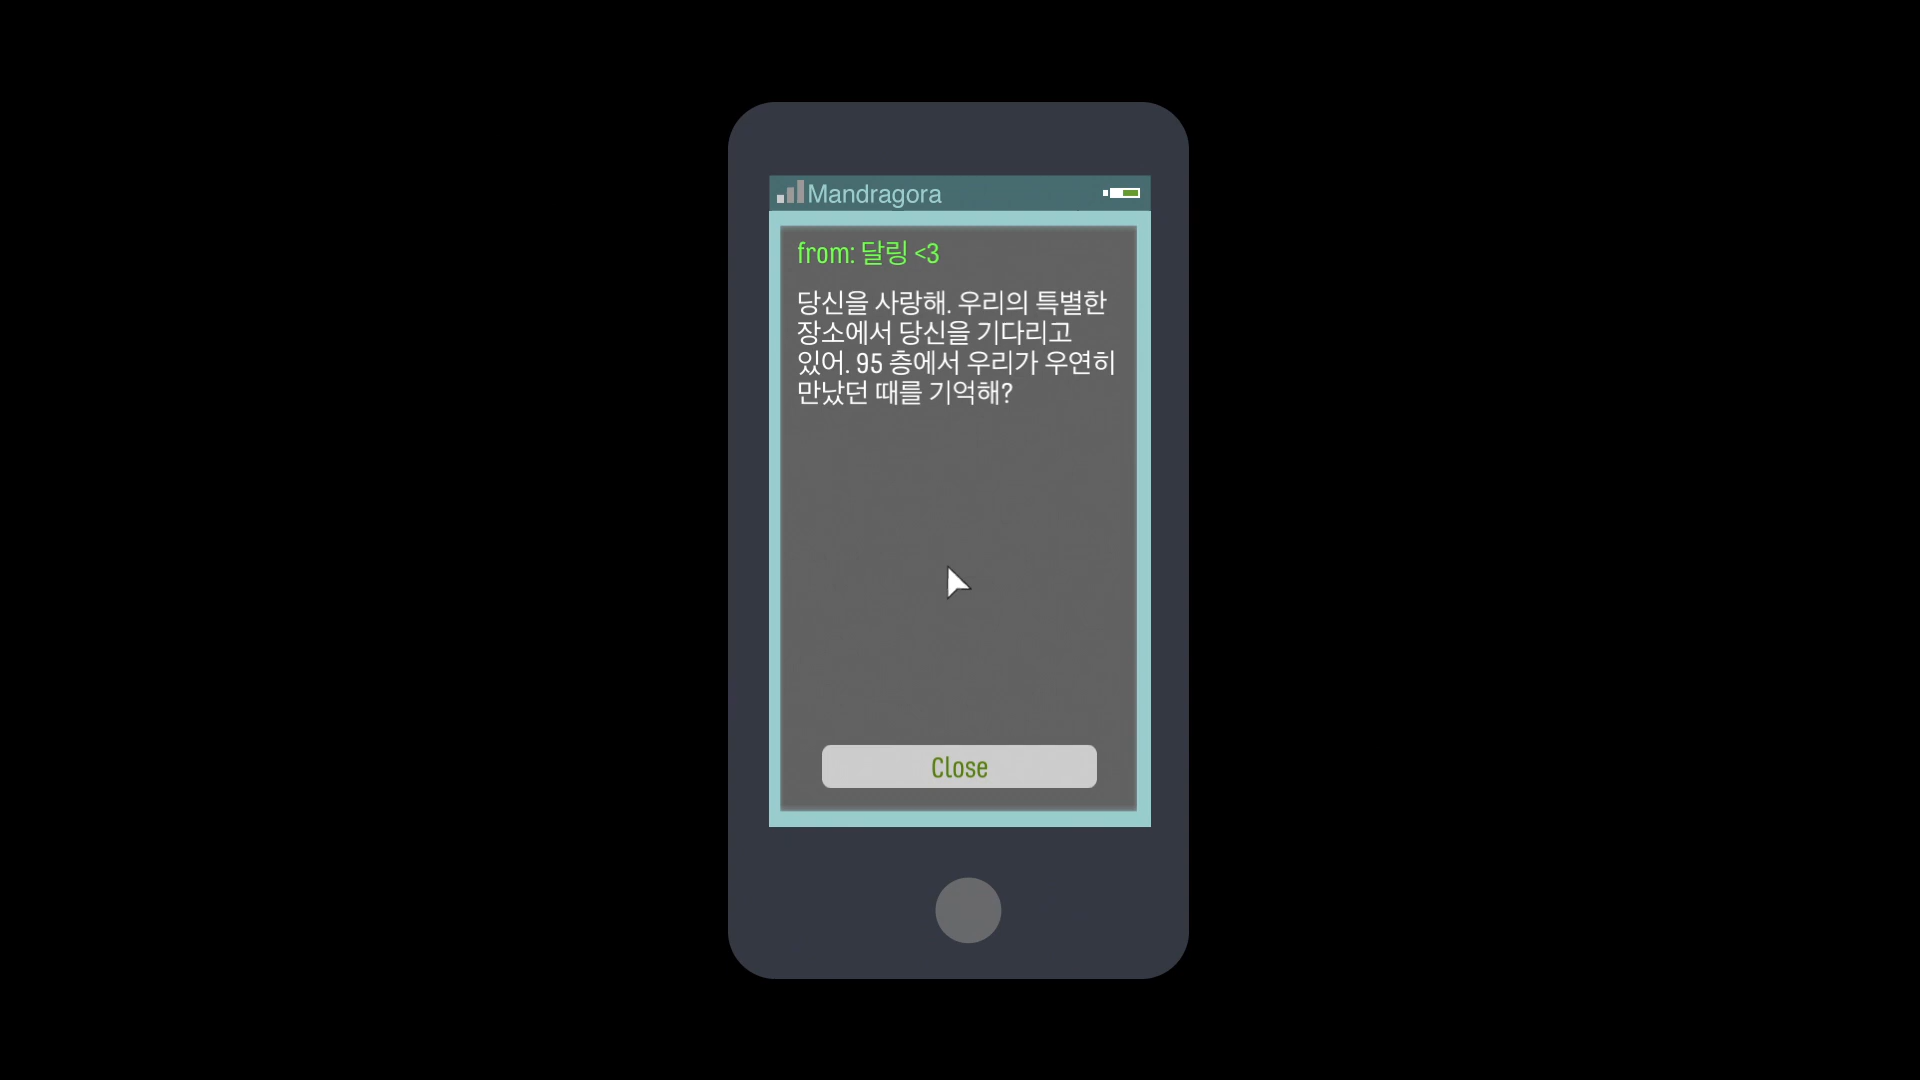 Mandragora
from: 달링 <3
당신을 사랑해. 우리의 특별한
장소에서 당신을 기다리고
있어. 95 층에서 우리가 우연히
만났던 때를 기억해?
Close